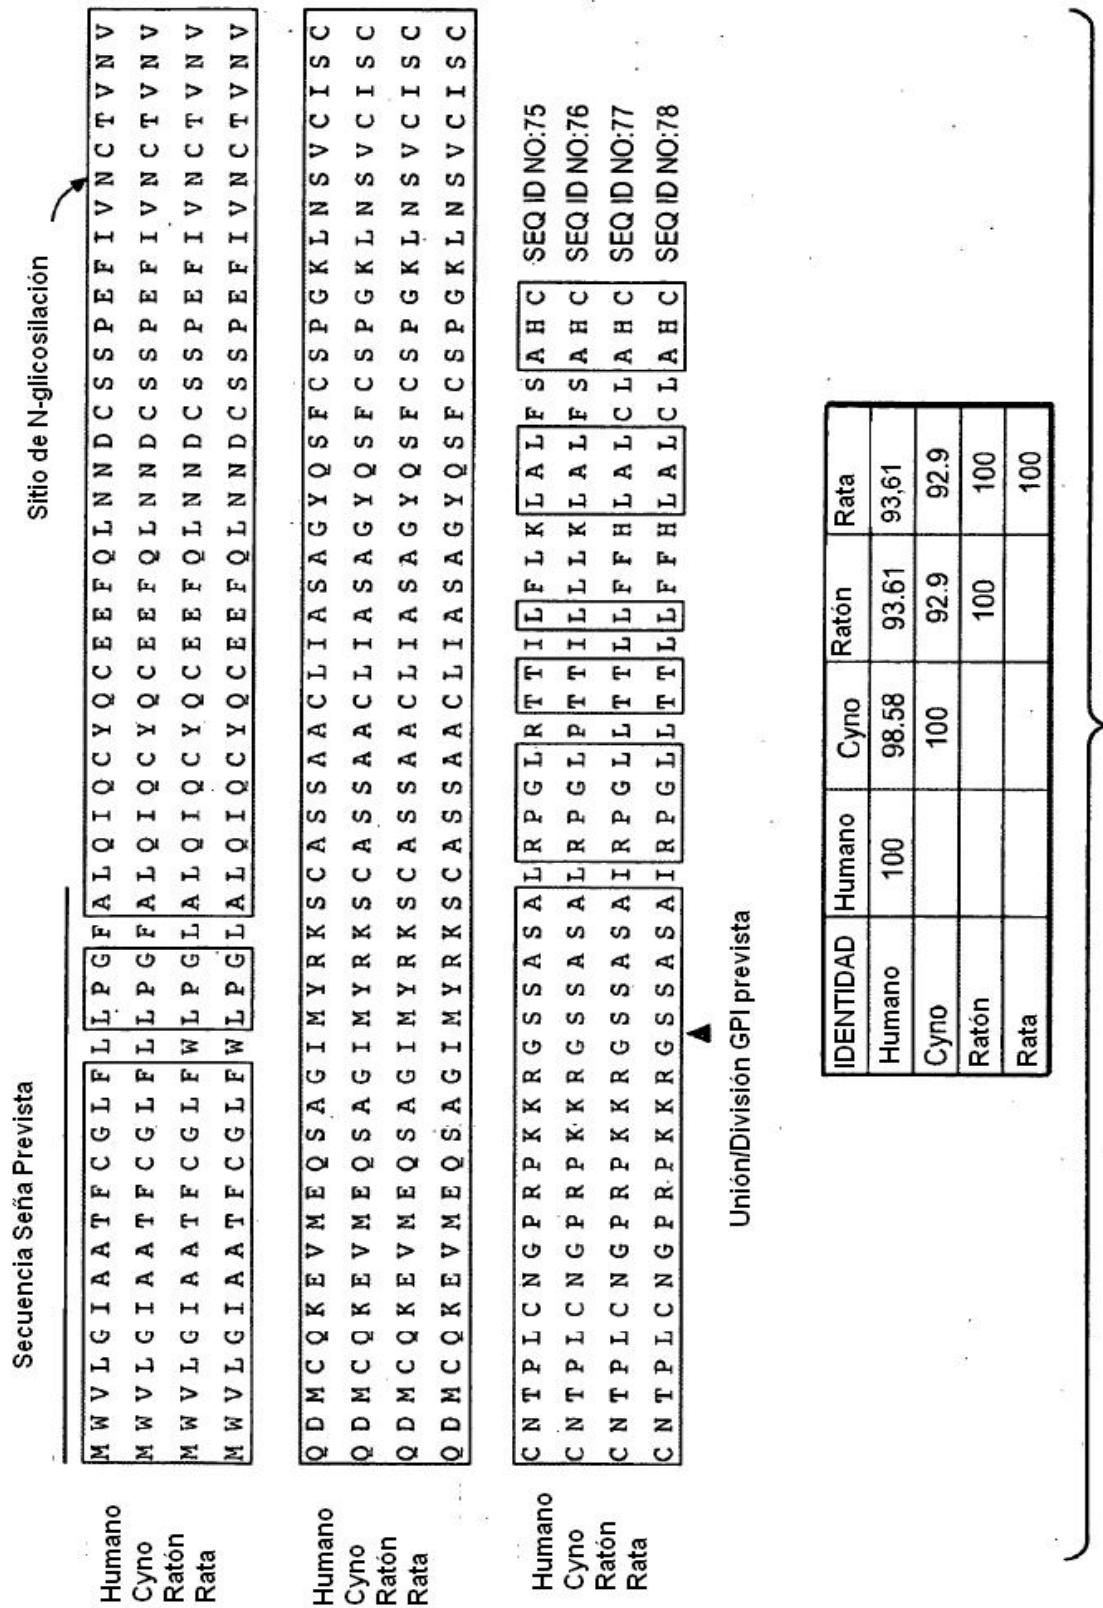 Secuencia Seña Prevista
Sitio de N-glicosilación
Humano M W V L G I A A T F C G L F L L P G F A L Q I Q C Y Q C E E F Q L N N D C S S P E F I V N C T V N V
Cyno M W V L G I A A T F C G L F L L P G F A L Q I Q C Y Q C E E F Q L N N D C S S P E F I V N C T V N V
Ratón M W V L G I A A T F C G L F W L P G L A L Q I Q C Y Q C E E F Q L N N D C S S P E F I V N C T V N V
Rata M W V L G I A A T F C G L F W L P G L A L Q I Q C Y Q C E E F Q L N N D C S S P E F I V N C T V N V
Humano Q D M C Q K E V M E Q S A G I M Y R K S C A S S A A C L I A S A G Y Q S F C S P G K L N S V C I S C
Cyno Q D M C Q K E V M E Q S A G I M Y R K S C A S S A A C L I A S A G Y Q S F C S P G K L N S V C I S C
Ratón Q D M C Q K E V M E Q S A G I M Y R K S C A S S A A C L I A S A G Y Q S F C S P G K L N S V C I S C
Rata Q D M C Q K E V M E Q S A G I M Y R K S C A S S A A C L I A S A G Y Q S F C S P G K L N S V C I S C
Humano C N T P L C N G P R P K K R G S S A S A L R P G L R T T I L F L K L A L F S A H C SEQ ID NO:75
Cyno C N T P L C N G P R P K K R G S S A S A L R P G L P T T I L L L K L A L F S A H C SEQ ID NO:76
Ratón C N T P L C N G P R P K K R G S S A S A I R P G L L T T L L F F H L A L C L A H C SEQ ID NO:77
Rata C N T P L C N G P R P K K R G S S A S A I R P G L L T T L L F F H L A L C L A H C SEQ ID NO:78
Unión/División GPI prevista
IDENTIDAD Humano Cyno Ratón Rata
Humano 100 98.58 93.61 93,61
Cyno 100 92.9 92.9
Ratón 100 100
Rata 100